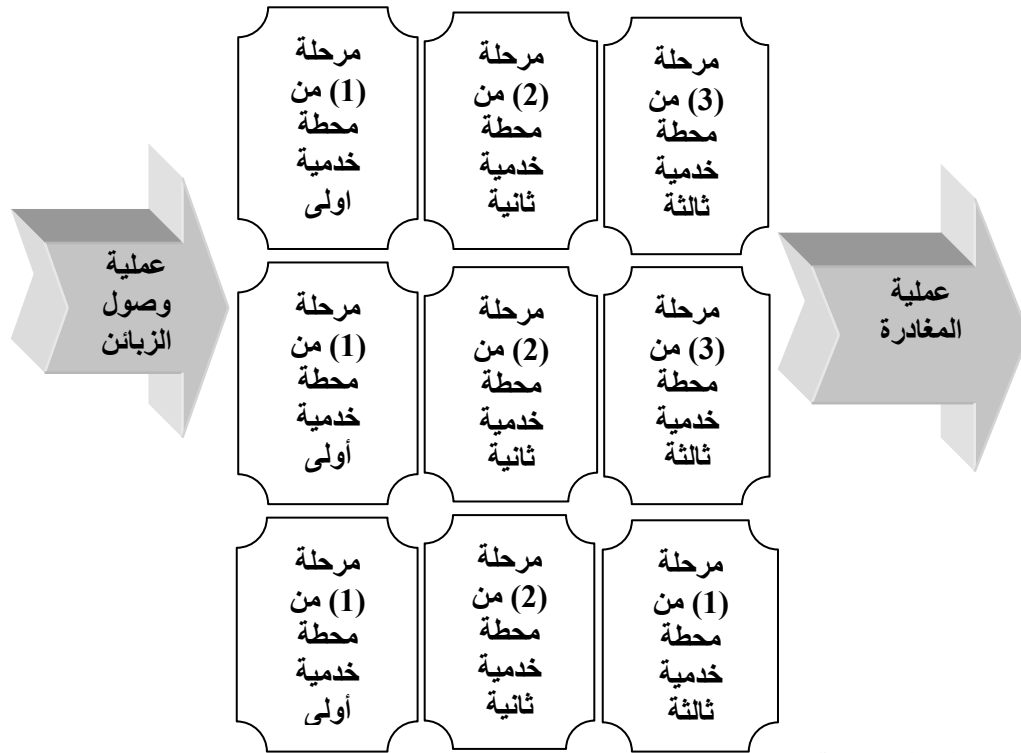 عملية
وصول
الزبائن
مرحلة
(1) من
محطة
خدمية
اولى
مرحلة
(2) من
محطة
خدمية
ثانية
مرحلة
(3) من
محطة
خدمية
ثالثة
مرحلة
(1) من
محطة
خدمية
أولى
مرحلة
(2) من
محطة
خدمية
ثانية
مرحلة
(3) من
محطة
خدمية
ثالثة
مرحلة
(1) من
محطة
خدمية
أولى
مرحلة
(2) من
محطة
خدمية
ثانية
مرحلة
(1) من
محطة
خدمية
ثالثة
عملية
المغادرة